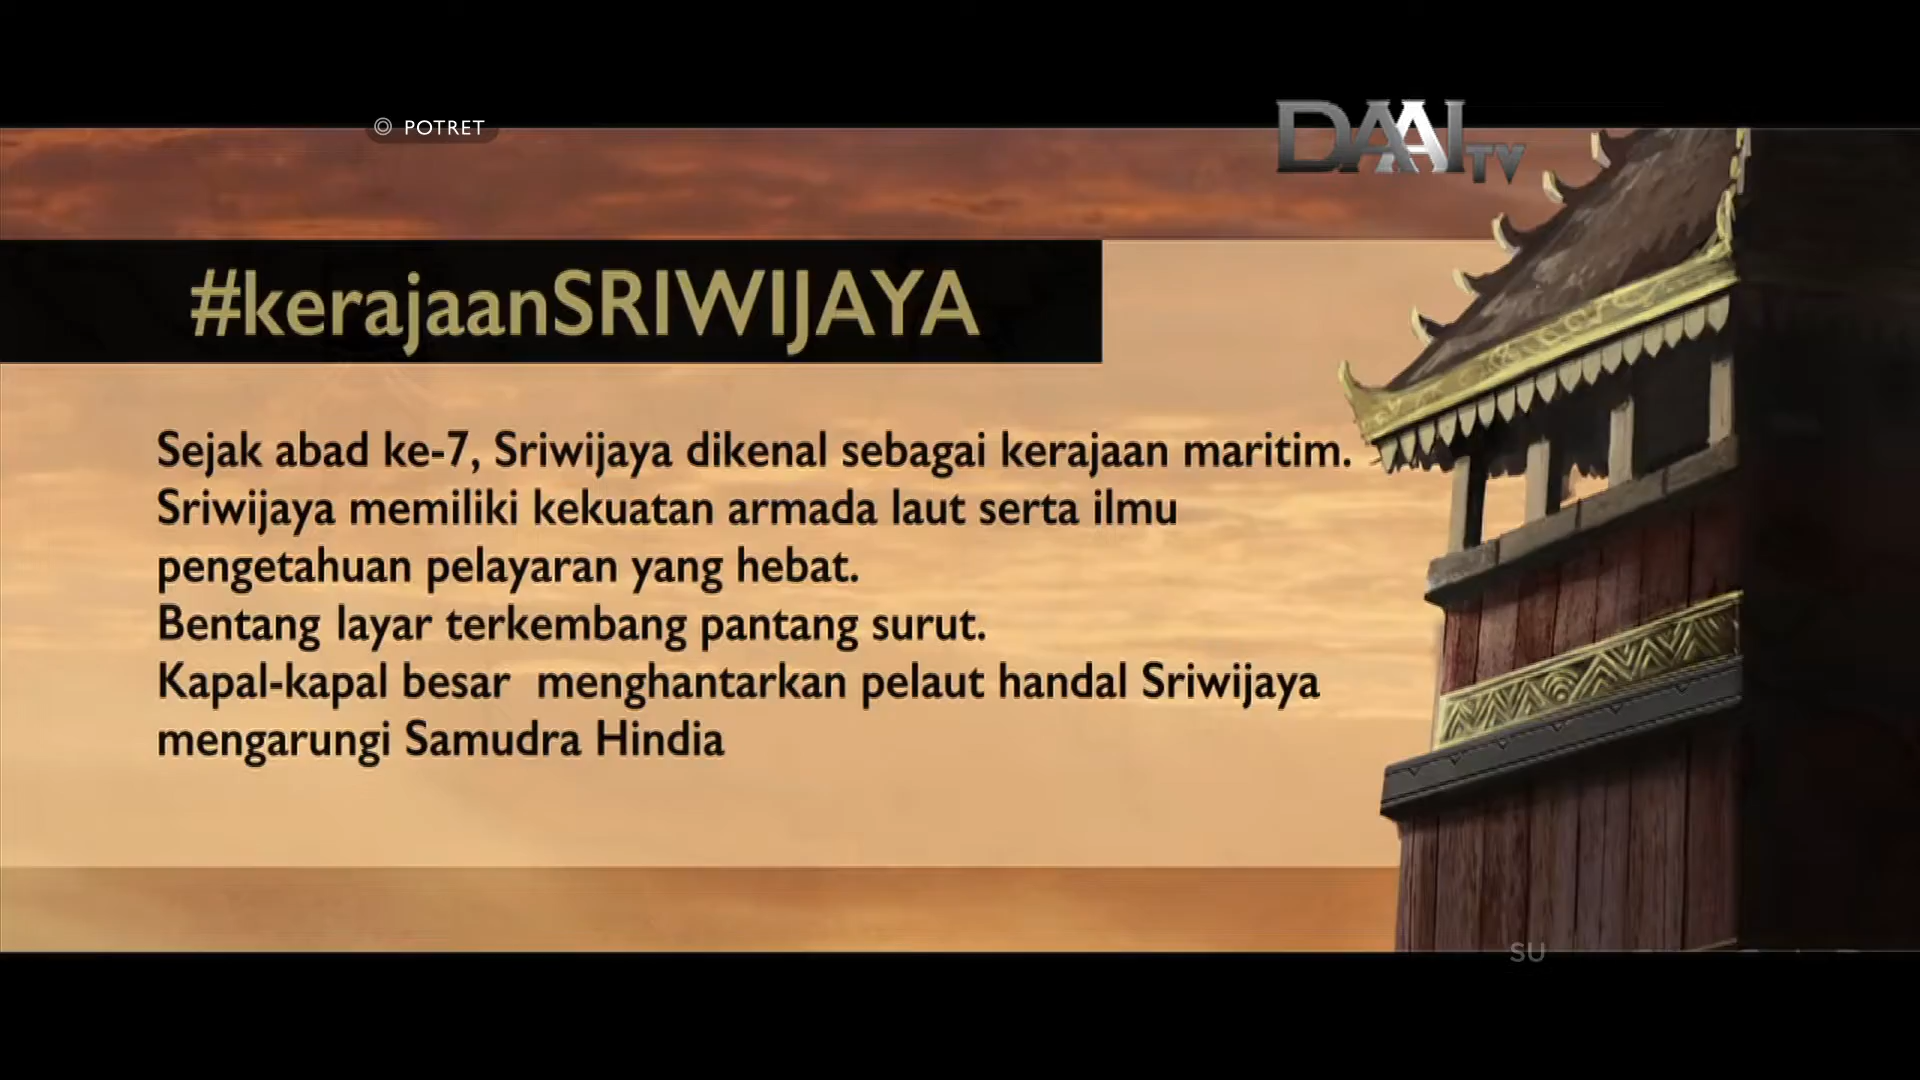 POTRET
DAAI TV
#kerajaanSRIWIJAYA
Sejak abad ke-7, Sriwijaya dikenal sebagai kerajaan maritim.
Sriwijaya memiliki kekuatan armada laut serta ilmu
pengetahuan pelayaran yang hebat.
Bentang layar terkembang pantang surut.
Kapal-kapal besar  menghantarkan pelaut handal Sriwijaya
mengarungi Samudra Hindia
SU